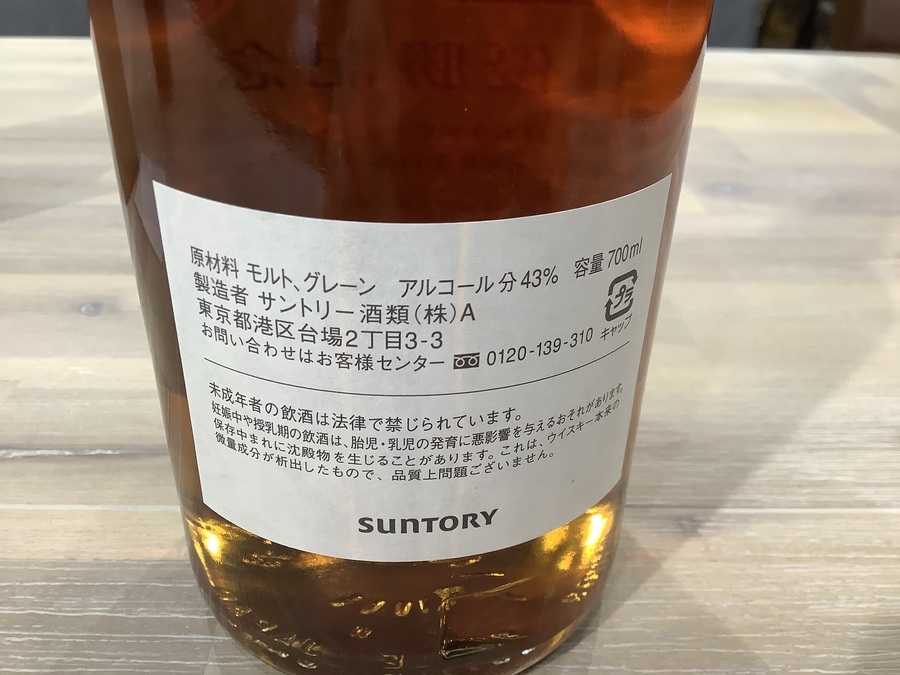 原材料 モルト、グレーン アルコール分43% 容量700ml
製造者 サントリー酒類(株)A
東京都港区台場2丁目3-3
お問い合わせはお客様センター 0120-139-310
プラ
キャップ
未成年者の飲酒は法律で禁じられています。
妊娠中や授乳期の飲酒は、胎児・乳児の発育に悪影響を与えるおそれがあります。
保存中まれに沈殿物を生じることがあります。これは、ウイスキー本来の
微量成分が析出したもので、品質上問題ございません。
SUNTORY